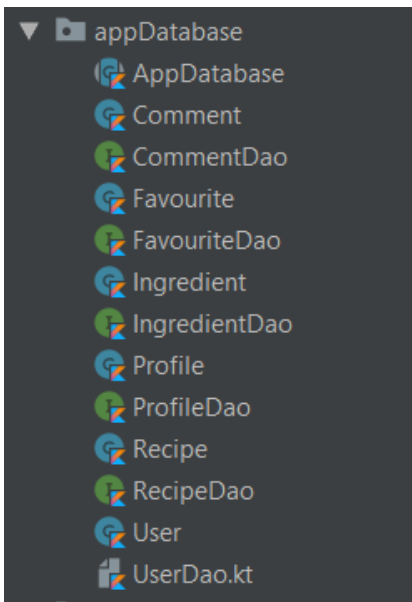 appDatabase
AppDatabase
Comment
CommentDao
Favourite
FavouriteDao
Ingredient
IngredientDao
Profile
ProfileDao
Recipe
RecipeDao
User
UserDao.kt